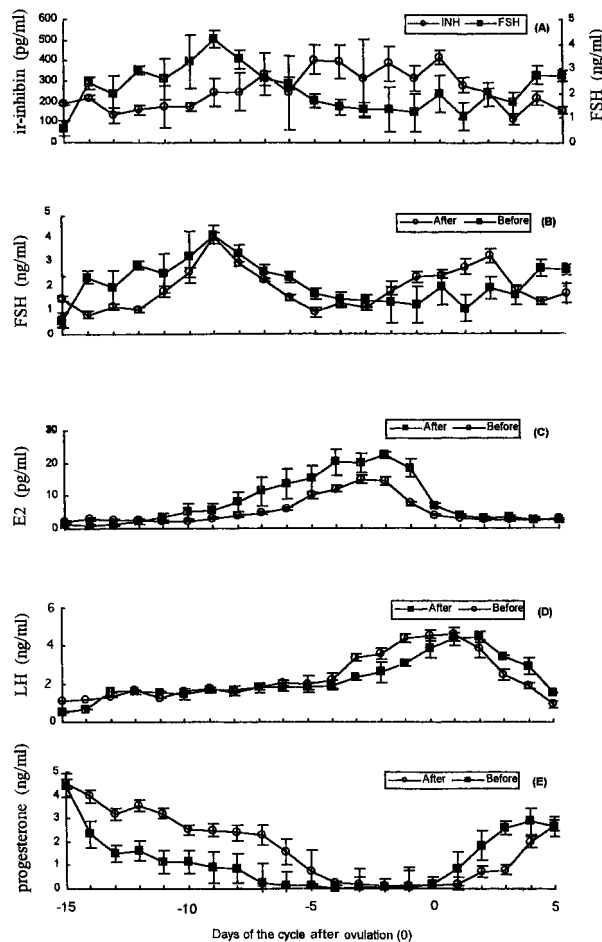 INH FSH (A)
ir-inhibin (pg/ml)
600
500
400
300
200
100
0
FSH (ng/ml)
5
4
3
2
1
0
After Before (B)
FSH (ng/ml)
5
4
3
2
1
0
After Before (C)
E2 (pg/ml)
30
20
10
0
After Before (D)
LH (ng/ml)
6
4
2
0
After Before (E)
progesterone (ng/ml)
5
4
3
2
1
0
-15 -10 -5 0 5
Days of the cycle after ovulation (0)